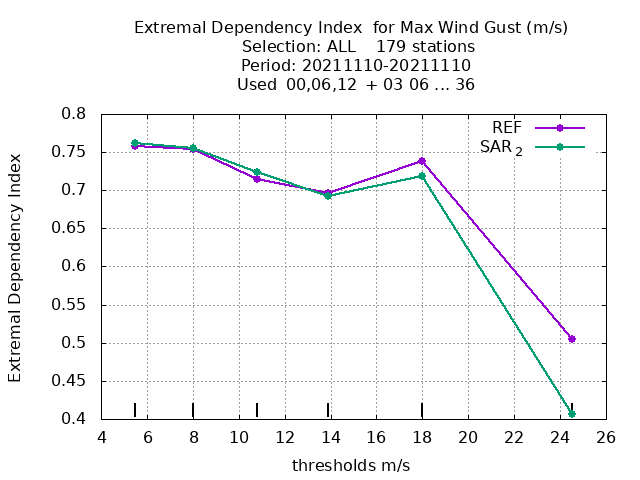 Extremal Dependency Index  for Max Wind Gust (m/s)
Selection: ALL    179 stations
Period: 20211110-20211110
Used  00,06,12  + 03 06 ... 36
REF
SAR 2
0.8
0.75
0.7
0.65
0.6
0.55
0.5
0.45
0.4
Extremal Dependency Index
4 6 8 10 12 14 16 18 20 22 24 26
thresholds m/s